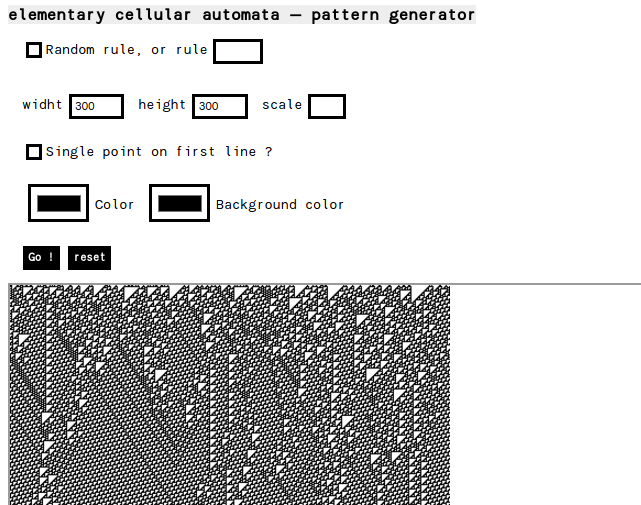 elementary cellular automata — pattern generator
Random rule, or rule
widht 300 height 300 scale
Single point on first line ?
Color Background color
Go ! reset